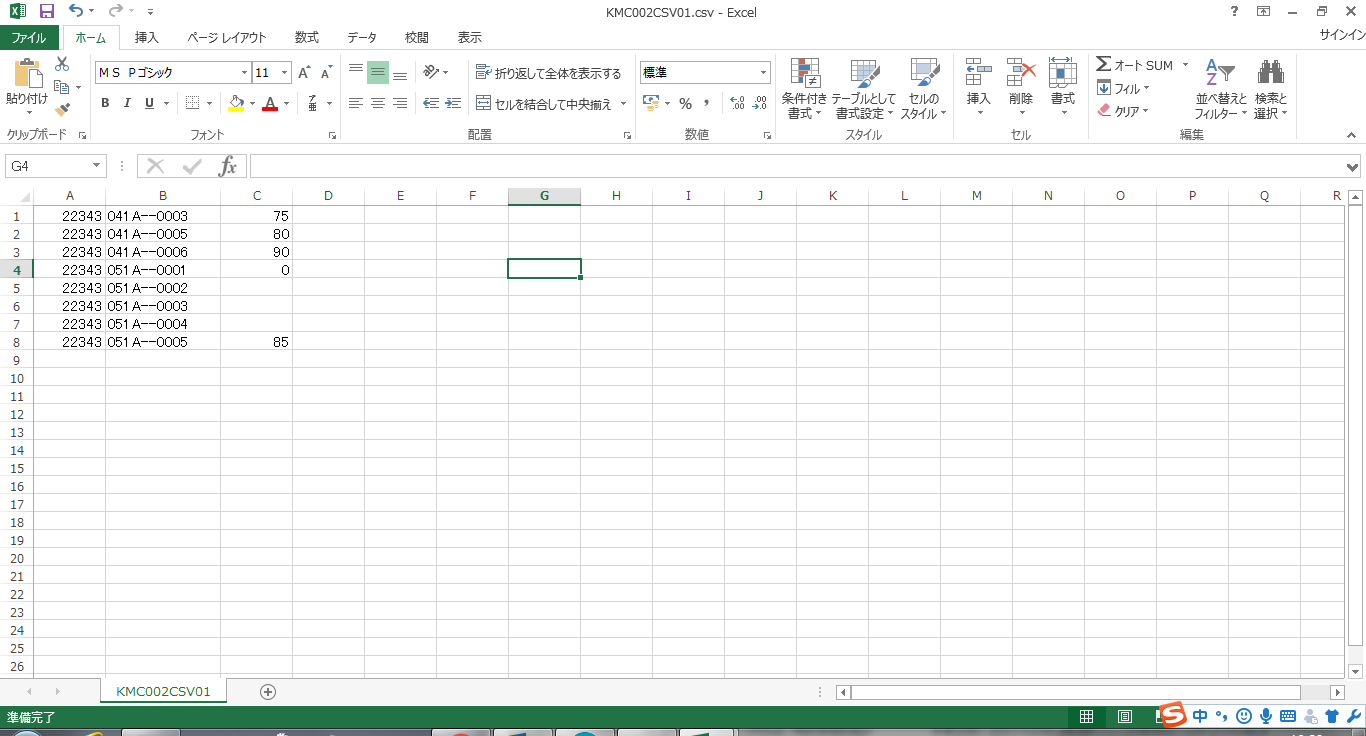 KMC002CSV01.csv - Excel
?
サインイン
ファイル ホーム 挿入 ページ レイアウト 数式 データ 校閲 表示
ＭＳ Ｐゴシック 11 A A 折り返して全体を表示する 標準
貼り付け B I U A セルを結合して中央揃え % ,
条件付き書式 テーブルとして書式設定 セルのスタイル 挿入 削除 書式
オート SUM
フィル
クリア
並べ替えとフィルター 検索と選択
クリップボード フォント 配置 数値 スタイル セル 編集
G4 fx
A B C D E F G H I J K L M N O P Q R
1 22343 041A--0003 75
2 22343 041A--0005 80
3 22343 041A--0006 90
4 22343 051A--0001 0
5 22343 051A--0002
6 22343 051A--0003
7 22343 051A--0004
8 22343 051A--0005 85
9
10
11
12
13
14
15
16
17
18
19
20
21
22
23
24
25
26
KMC002CSV01
準備完了 S 中